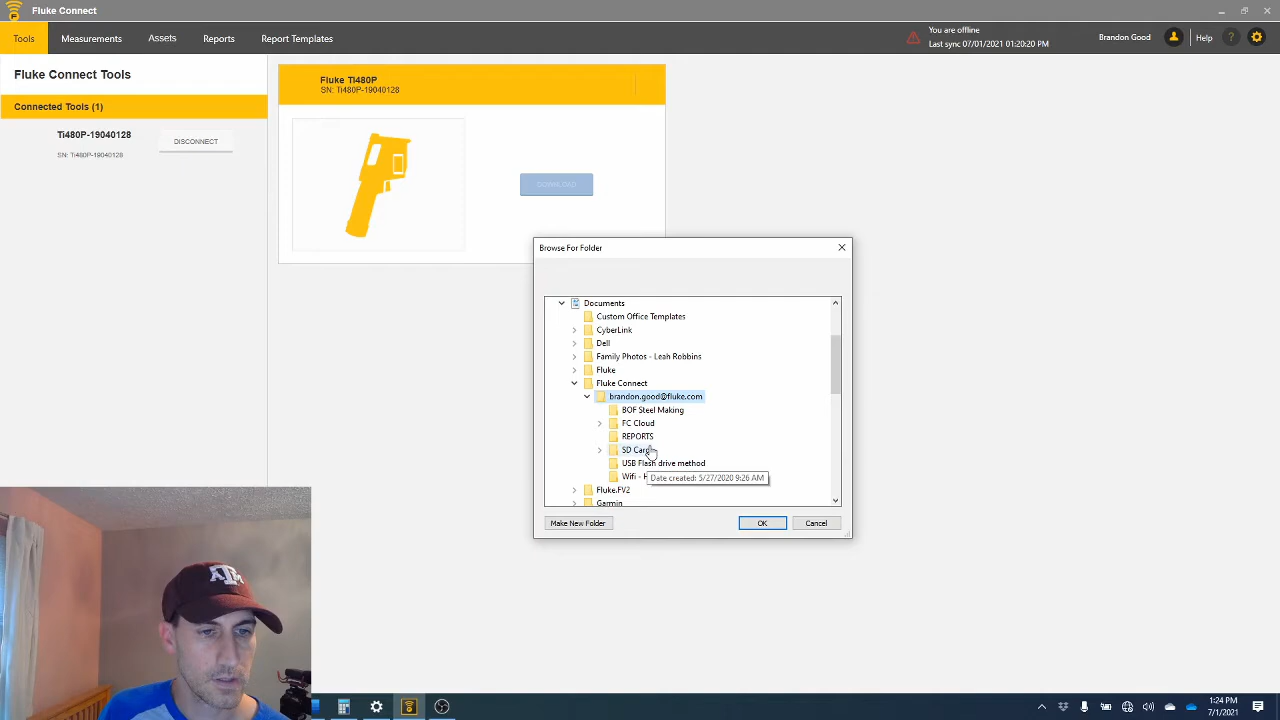 Fluke Connect
Tools
Measurements
Assets
Reports
Report Templates
You are offline
Last sync 07/01/2021 01:20:20 PM
Brandon Good
Help
?
Fluke Connect Tools
Connected Tools (1)
Ti480P-19040128
DISCONNECT
SN: Ti480P-19040128
Fluke Ti480P
SN: Ti480P-19040128
DOWNLOAD
Browse For Folder
Documents
Custom Office Templates
CyberLink
Dell
Family Photos - Leah Robbins
Fluke
Fluke Connect
brandon.good@fluke.com
BOF Steel Making
FC Cloud
REPORTS
SD Card
USB Flash drive method
Wifi -
Date created: 5/27/2020 9:26 AM
Fluke.FV2
Garmin
Make New Folder
OK
Cancel
ATM
1:24 PM
7/1/2021